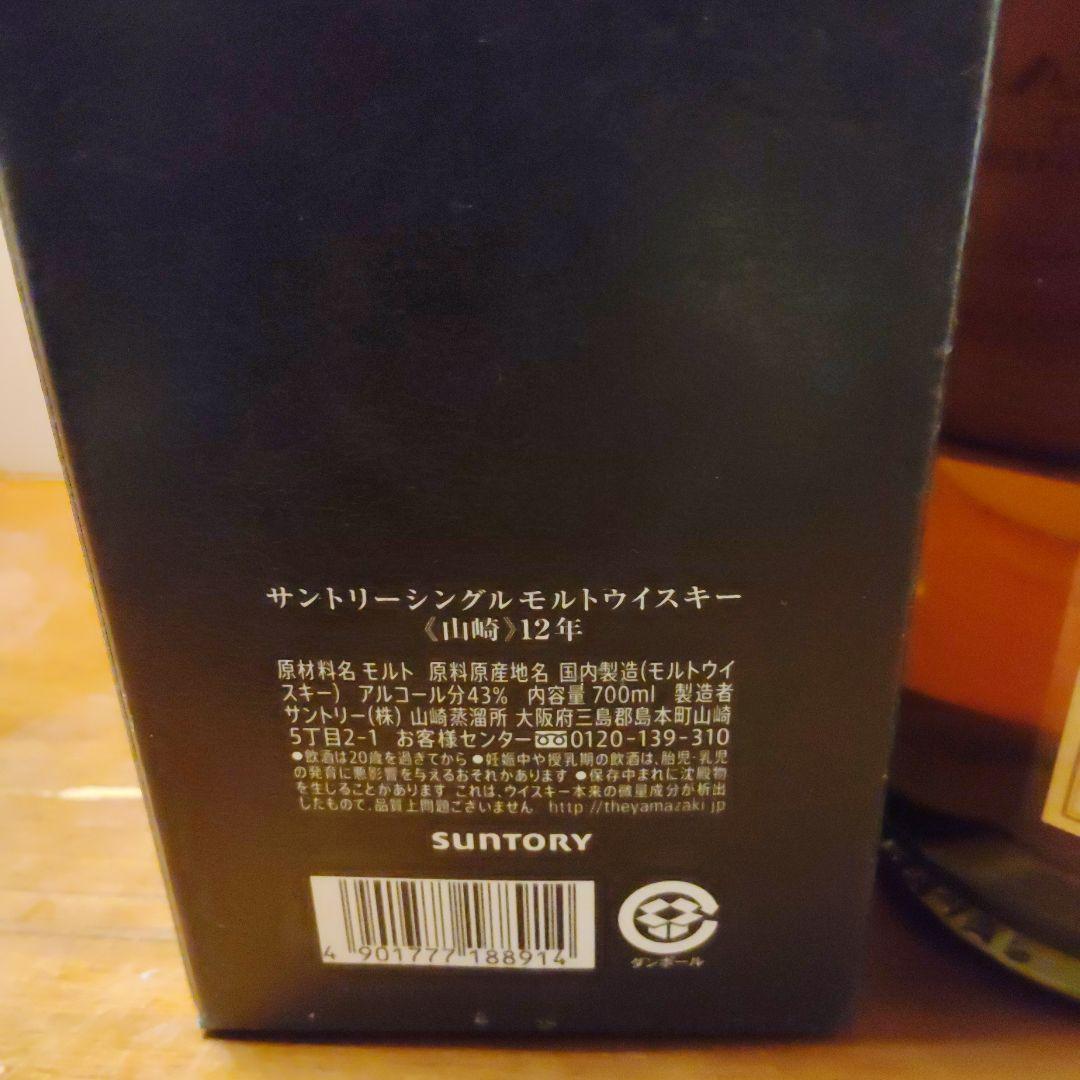 サントリーシングルモルトウイスキー
《山崎》12年
原材料名 モルト 原料原産地名 国内製造(モルトウイ
スキー) アルコール分43% 内容量 700ml 製造者
サントリー(株) 山崎蒸溜所 大阪府三島郡島本町山崎
5丁目2-1 お客様センター 0120-139-310
●飲酒は20歳を過ぎてから ●妊娠中や授乳期の飲酒は、胎児・乳児
の発育に悪影響を与えるおそれがあります ●保存中まれに沈殿物
を生じることがあります これは、ウイスキー本来の微量成分が析出
したもので、品質上問題ございません http://theyamazaki.jp
SUNTORY
4 901777 188914
ダンボール